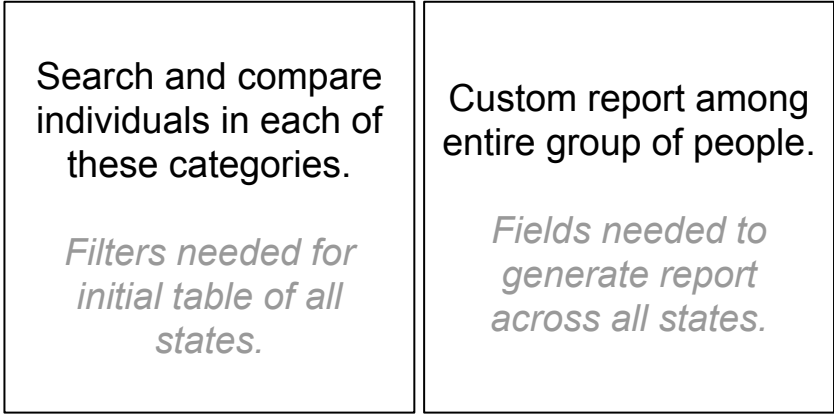 Search and compare
individuals in each of
these categories.
Filters needed for
initial table of all
states.
Custom report among
entire group of people.
Fields needed to
generate report
across all states.